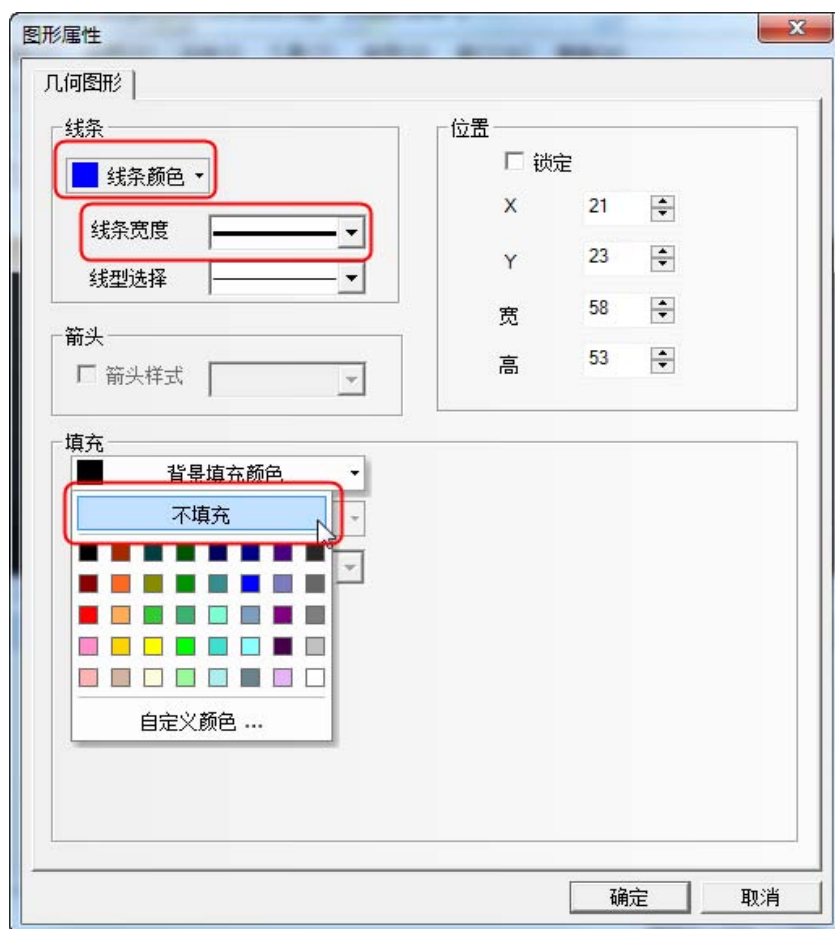 图形属性
几何图形
线条
线条颜色
线条宽度
线型选择
箭头
箭头样式
位置
锁定
X 21
Y 23
宽 58
高 53
填充
背景填充颜色
不填充
自定义颜色 ...
确定
取消